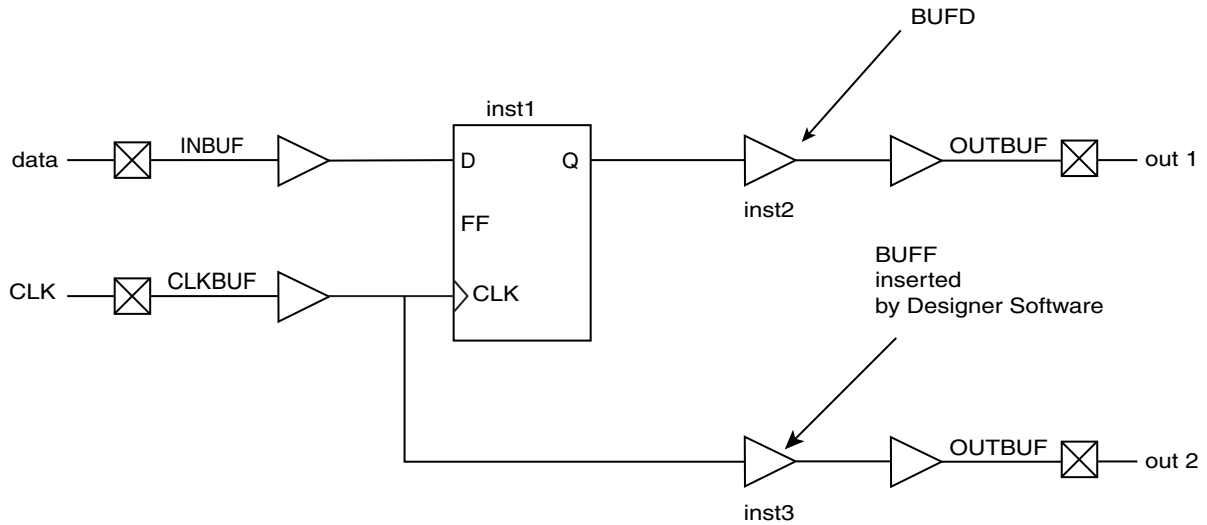 BUFD
inst1
data
INBUF
D
Q
OUTBUF
out 1
FF
inst2
BUFF
inserted
by Designer Software
CLK
CLKBUF
CLK
OUTBUF
out 2
inst3